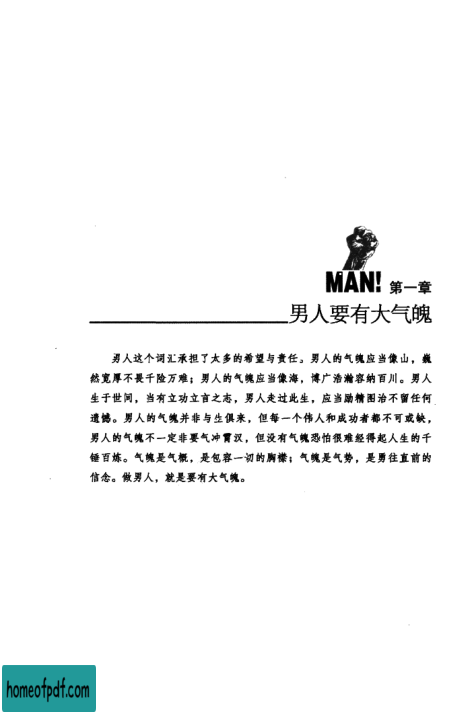 MAN! 第一章
男人要有大气魄
男人这个词汇承担了太多的希望与责任。男人的气魄应当像山，巍
然宽厚不畏千险万难；男人的气魄应当像海，博广浩瀚容纳百川。男人
生于世间，当有立功立言之志，男人走过此生，应当励精图治不留任何
遗憾。男人的气魄并非与生俱来，但每一个伟人和成功者都不可或缺，
男人的气魄不一定非要气冲霄汉，但没有气魄恐怕很难经得起人生的千
锤百炼。气魄是气概，是包容一切的胸襟；气魄是气势，是勇往直前的
信念。做男人，就是要有大气魄。
homeofpdf.com